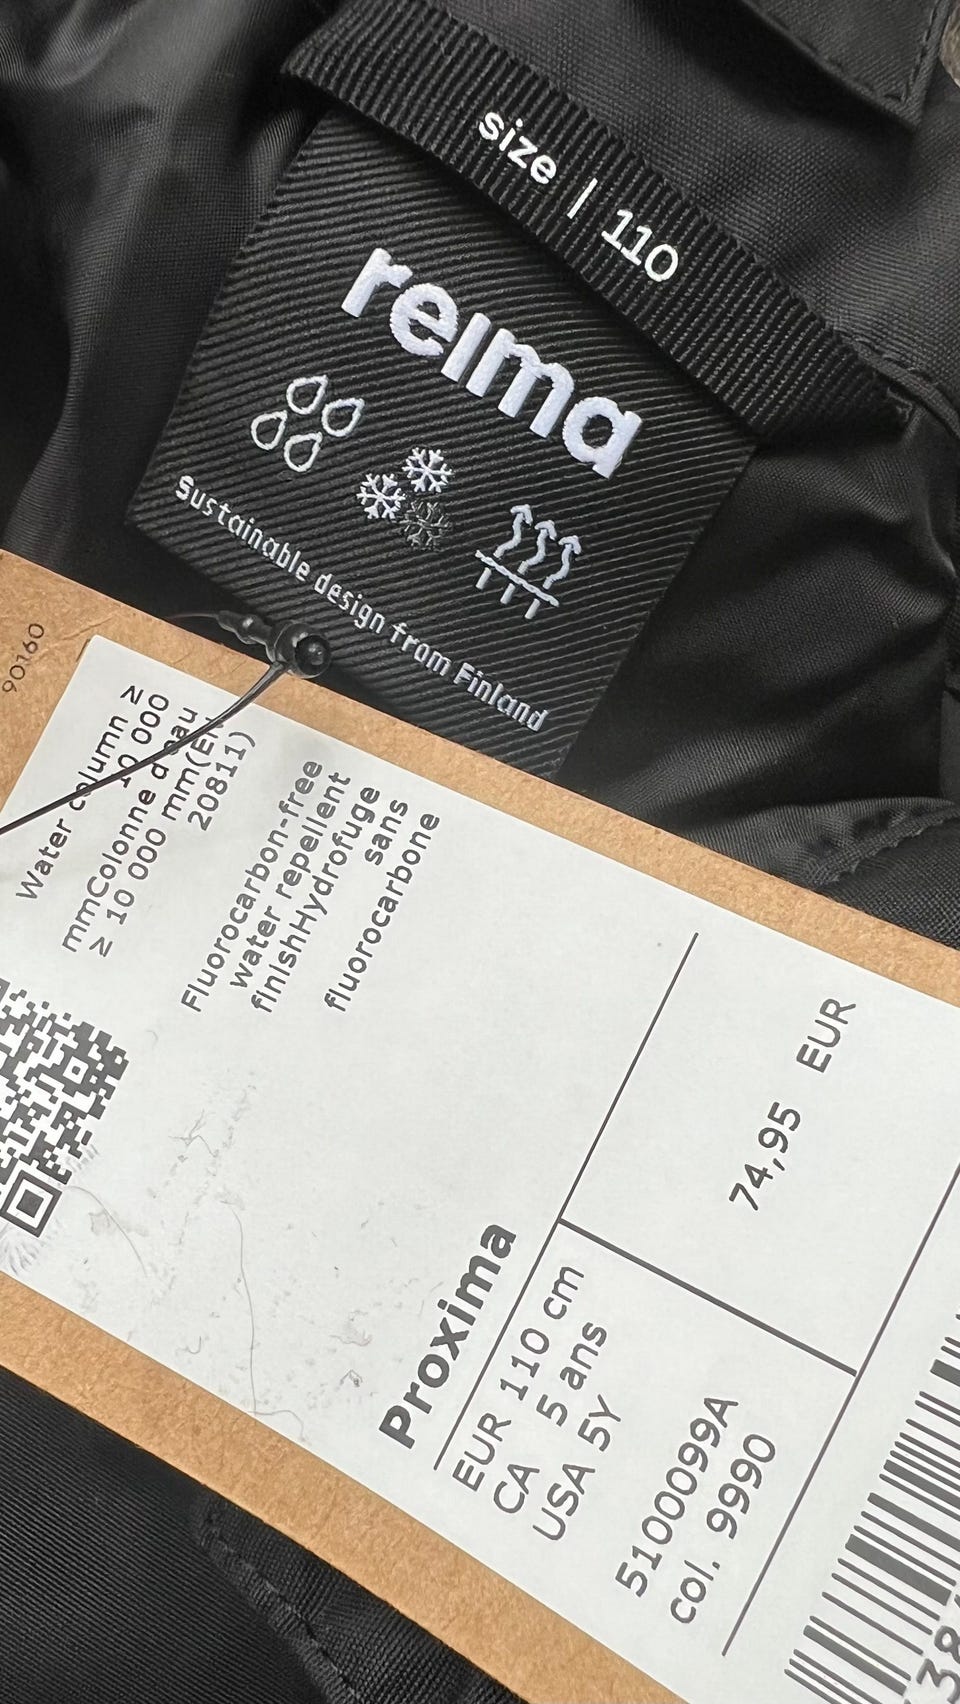 size | 110
reima
Sustainable design from Finland
90160
Water column ≥
10 000
mmColonne d'eau
≥ 10 000 mm(EN
20811)
Fluorocarbon-free
water repellent
finishHydrofuge
sans
fluorocarbone
Proxima
EUR 110 cm
CA 5 ans
USA 5Y
74,95 EUR
5100099A
col. 9990